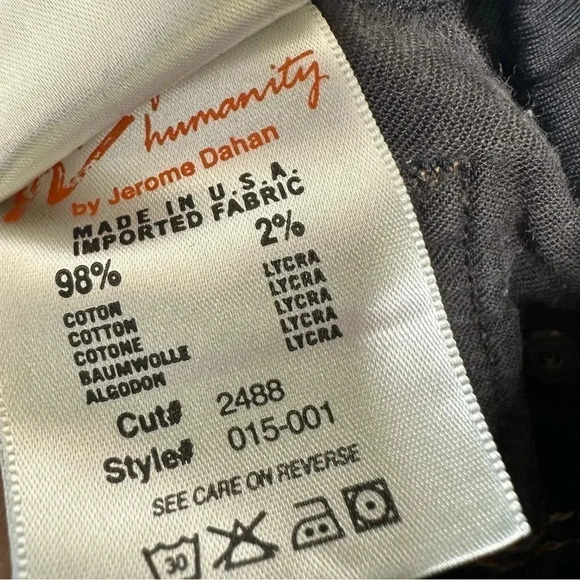 humanity
by Jerome Dahan
MADE IN U.S.A.
IMPORTED FABRIC
98% 2%
COTON LYCRA
COTTON LYCRA
COTONE LYCRA
BAUMWOLLE LYCRA
ALGODON LYCRA
Cut# 2488
Style# 015-001
SEE CARE ON REVERSE
30